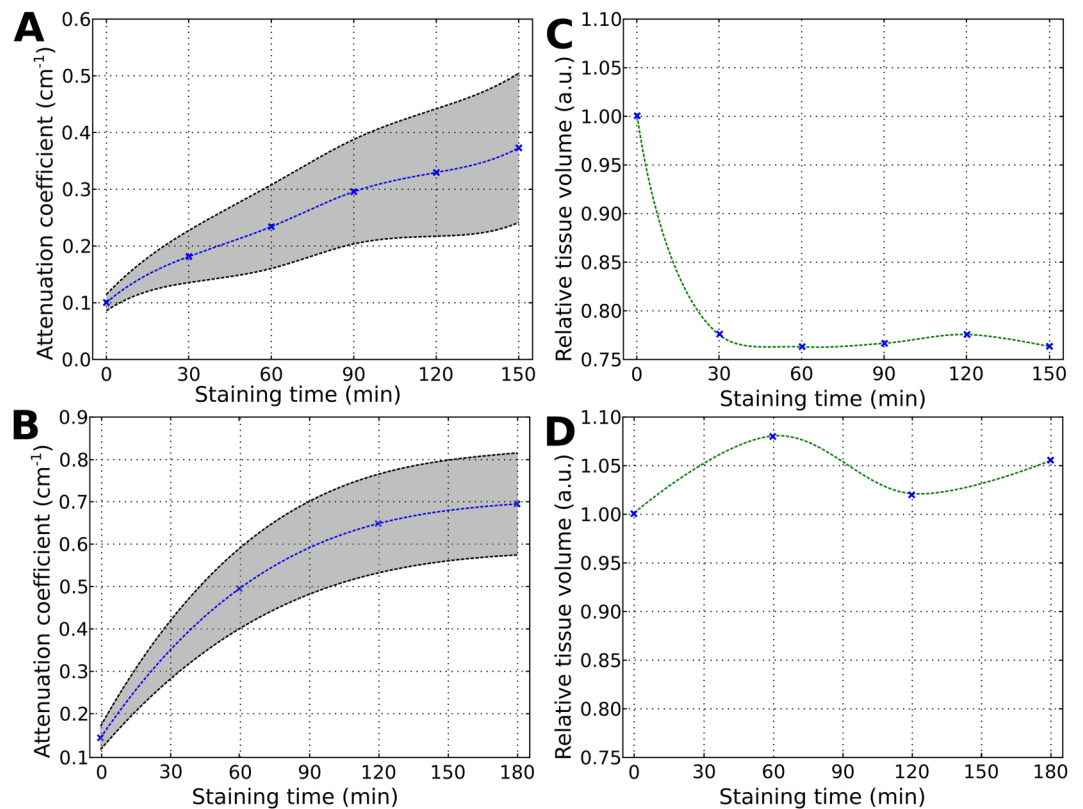 A
Attenuation coefficient (cm-1)
0.6
0.5
0.4
0.3
0.2
0.1
0.0
0 30 60 90 120 150
Staining time (min)
C
Relative tissue volume (a.u.)
1.10
1.05
1.00
0.95
0.90
0.85
0.80
0.75
0 30 60 90 120 150
Staining time (min)
B
Attenuation coefficient (cm-1)
0.9
0.8
0.7
0.6
0.5
0.4
0.3
0.2
0.1
0 30 60 90 120 150 180
Staining time (min)
D
Relative tissue volume (a.u.)
1.10
1.05
1.00
0.95
0.90
0.85
0.80
0.75
0 30 60 90 120 150 180
Staining time (min)